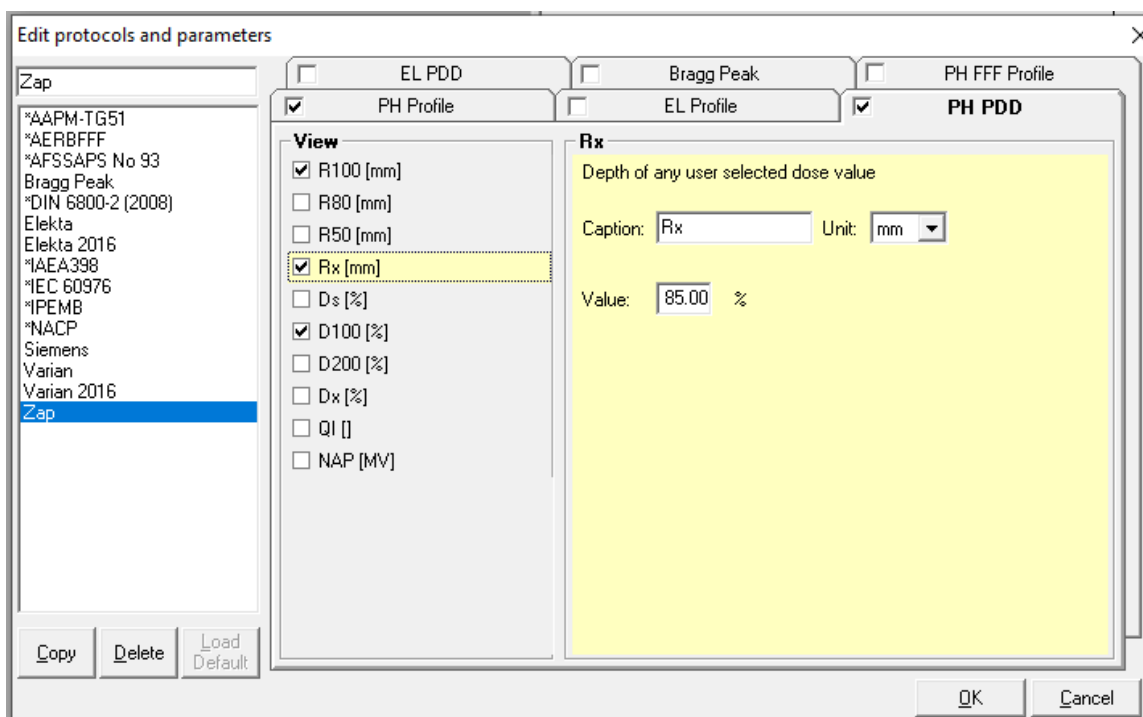 Edit protocols and parameters
Zap
*AAPM-TG51
*AERBFFF
*AFSSAPS No 93
Bragg Peak
*DIN 6800-2 (2008)
Elekta
Elekta 2016
*IAEA398
*IEC 60976
*IPEMB
*NACP
Siemens
Varian
Varian 2016
Zap
Copy
Delete
Load
Default
EL PDD
Bragg Peak
PH FFF Profile
PH Profile
EL Profile
PH PDD
View
R100 [mm]
R80 [mm]
R50 [mm]
Rx [mm]
Ds [%]
D100 [%]
D200 [%]
Dx [%]
QI []
NAP [MV]
Rx
Depth of any user selected dose value
Caption: Rx Unit: mm
Value: 85.00 %
OK
Cancel